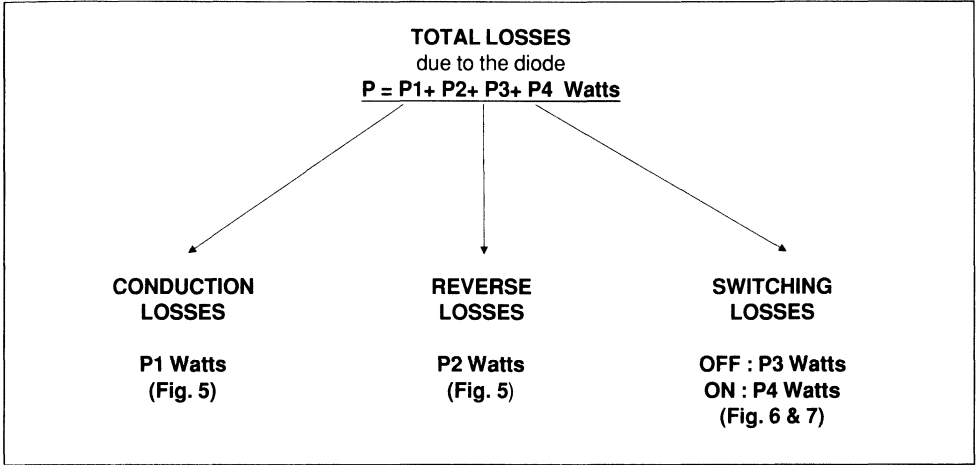 TOTAL LOSSES
due to the diode
P = P1+ P2+ P3+ P4 Watts
CONDUCTION
LOSSES
P1 Watts
(Fig. 5)
REVERSE
LOSSES
P2 Watts
(Fig. 5)
SWITCHING
LOSSES
OFF : P3 Watts
ON : P4 Watts
(Fig. 6 & 7)